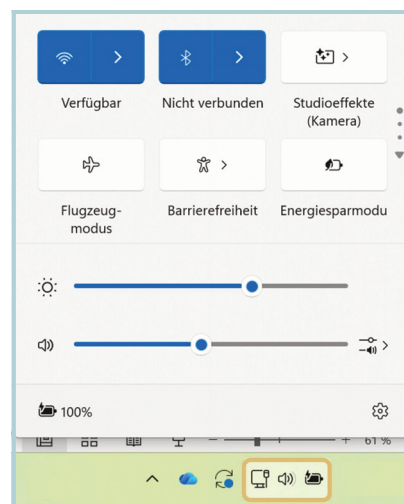 Verfügbar
Nicht verbunden
Studioeffekte
(Kamera)
Flugzeug-
modus
Barrierefreiheit
Energiesparmodu
100%
61 %